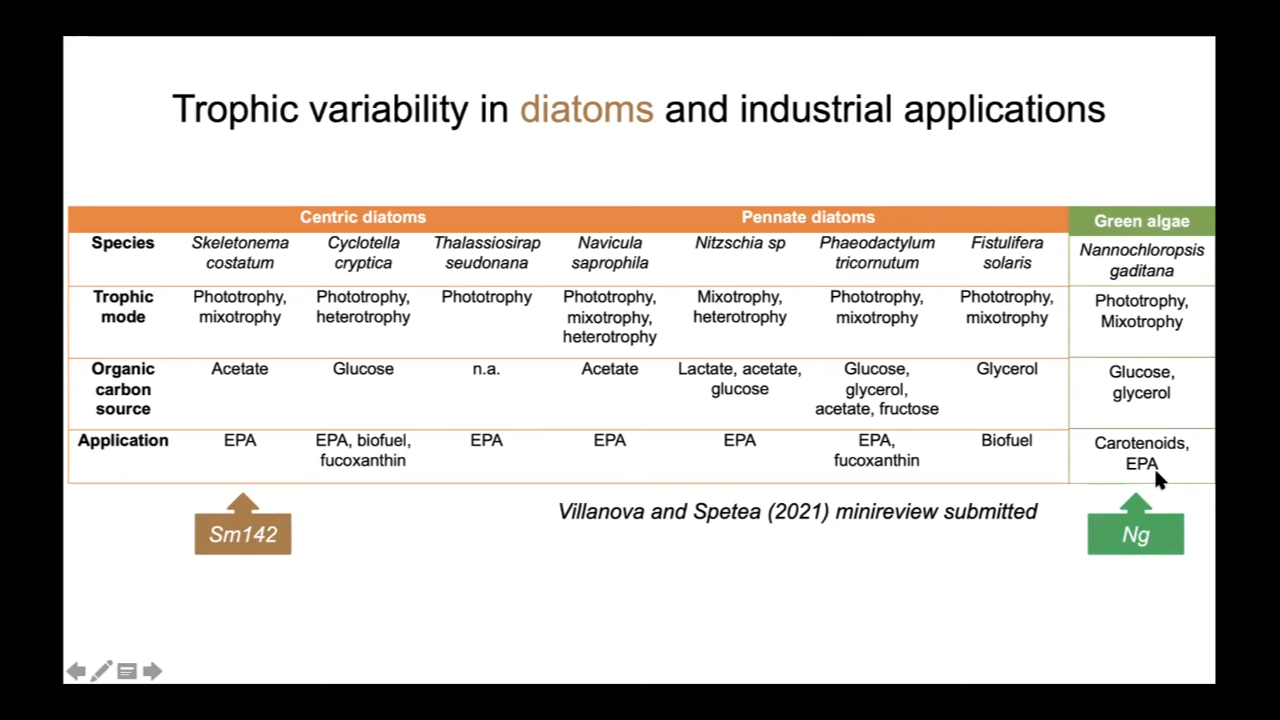 Trophic variability in diatoms and industrial applications
Centric diatoms Pennate diatoms Green algae
Species Skeletonema Cyclotella Thalassiosirap Navicula Nitzschia sp Phaeodactylum Fistulifera Nannochloropsis
costatum cryptica seudonana saprophila tricornutum solaris gaditana
Trophic Phototrophy, Phototrophy, Phototrophy Phototrophy, Mixotrophy, Phototrophy, Phototrophy, Phototrophy,
mode mixotrophy heterotrophy mixotrophy, heterotrophy mixotrophy mixotrophy Mixotrophy
heterotrophy
Organic Acetate Glucose n.a. Acetate Lactate, acetate, Glucose, Glycerol Glucose,
carbon glucose glycerol, glycerol
source acetate, fructose
Application EPA EPA, biofuel, EPA EPA EPA EPA, Biofuel Carotenoids,
fucoxanthin fucoxanthin EPA
Villanova and Spetea (2021) minireview submitted
Sm142 Ng